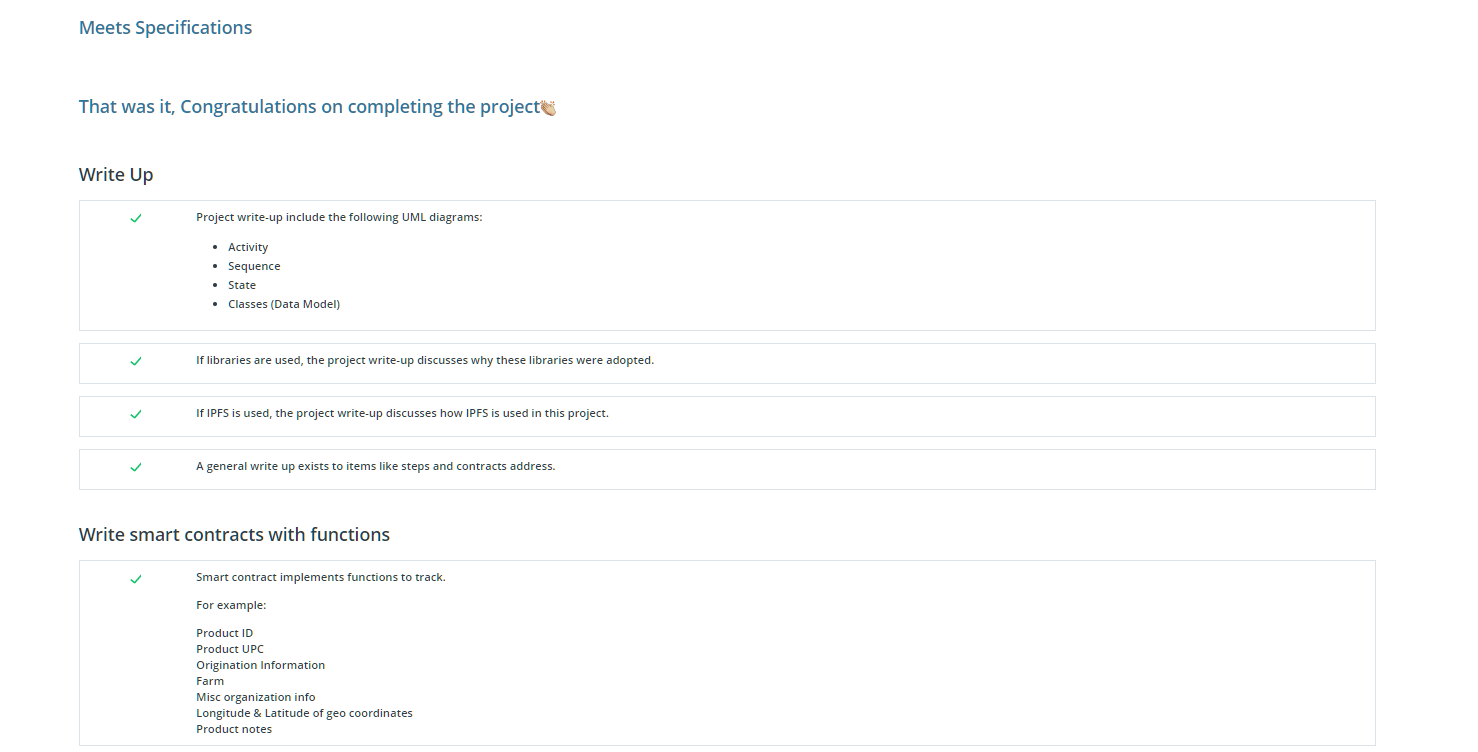 Meets Specifications
That was it, Congratulations on completing the project👏🏼
Write Up
Project write-up include the following UML diagrams:
Activity
Sequence
State
Classes (Data Model)
If libraries are used, the project write-up discusses why these libraries were adopted.
If IPFS is used, the project write-up discusses how IPFS is used in this project.
A general write up exists to items like steps and contracts address.
Write smart contracts with functions
Smart contract implements functions to track.
For example:
Product ID
Product UPC
Origination Information
Farm
Misc organization info
Longitude & Latitude of geo coordinates
Product notes